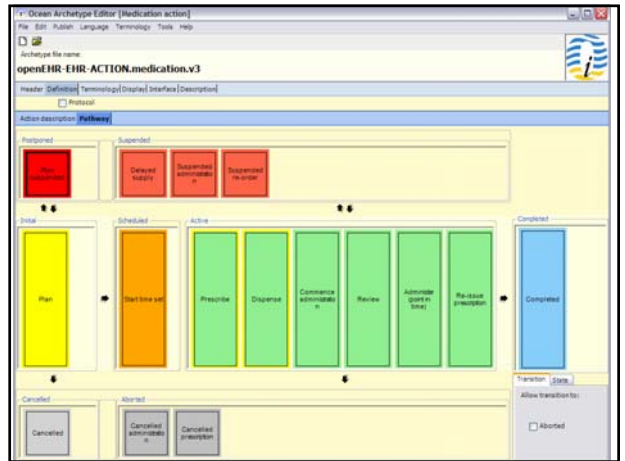 Ocean Archetype Editor [Medication action]
File Edit Publish Language Terminology Tools Help
Archetype file name:
openEHR-EHR-ACTION.medication.v3
Header Definition Terminology Display Interface Description
Protocol
Action description Pathway
Postponed Suspended
Plan
suspended
Delayed
supply
Suspended
administratio
n
Suspended
re-order
Initial Scheduled Active Completed
Plan
Start time set
Prescribe
Dispense
Commence
administratio
n
Review
Administer
(point in
time)
Re-issue
prescription
Completed
Transition State
Allow transition to:
Aborted
Cancelled Aborted
Cancelled
Cancelled
administratio
n
Cancelled
prescription